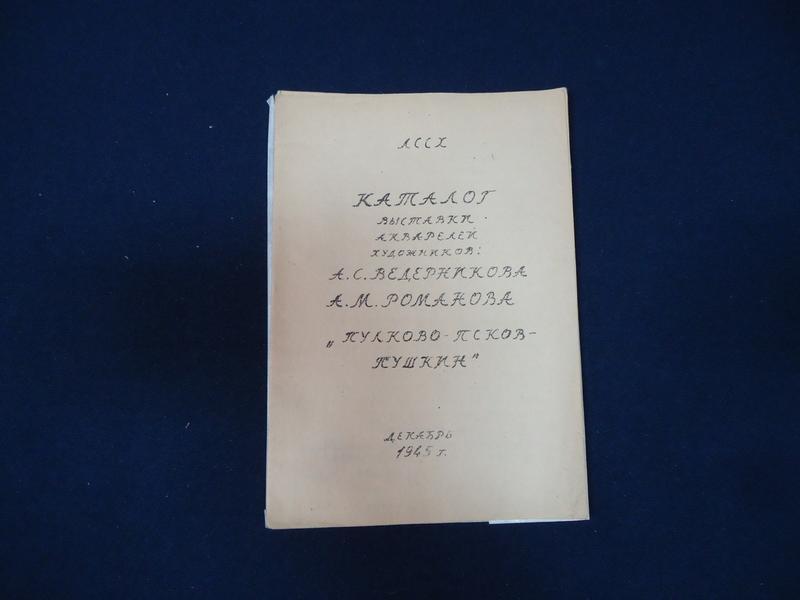 ЛССХ
КАТАЛОГ
ВЫСТАВКИ
АКВАРЕЛЕЙ
ХУДОЖНИКОВ:
А.С. ВЕДЕРНИКОВА
А.М. РОМАНОВА
„ПУЛКОВО-ПСКОВ-
ПУШКИН"
ДЕКАБРЬ
1945 г.